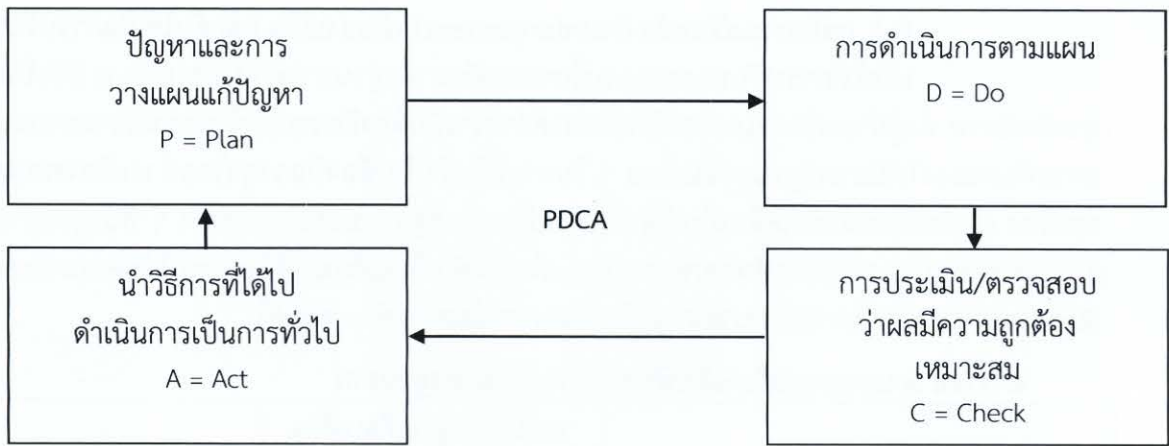 ปัญหาและการ
วางแผนแก้ปัญหา
P = Plan
การดำเนินการตามแผน
D = Do
PDCA
นำวิธีการที่ได้ไป
ดำเนินการเป็นการทั่วไป
A = Act
การประเมิน/ตรวจสอบ
ว่าผลมีความถูกต้อง
เหมาะสม
C = Check